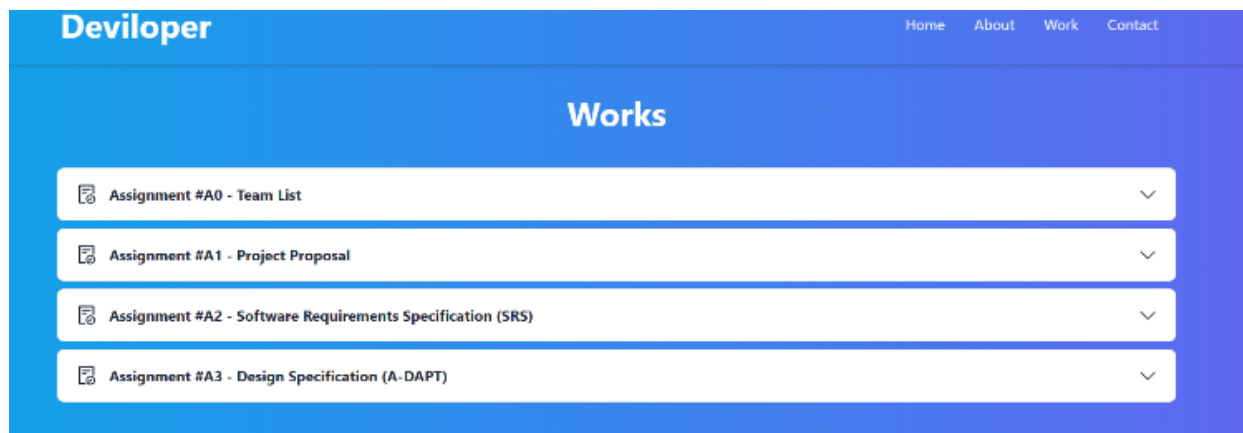 Deviloper
Home About Work Contact
Works
Assignment #A0 - Team List
Assignment #A1 - Project Proposal
Assignment #A2 - Software Requirements Specification (SRS)
Assignment #A3 - Design Specification (A-DAPT)